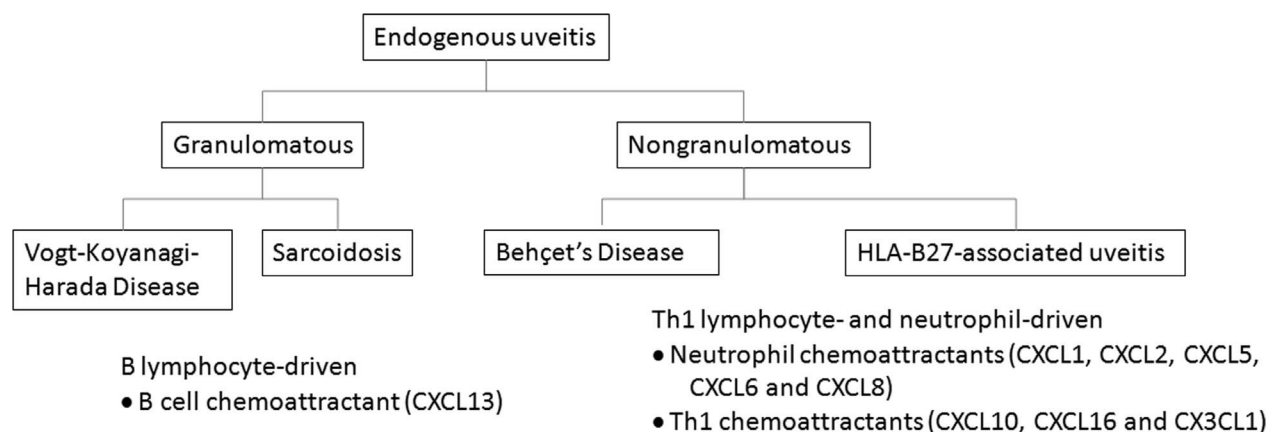 Endogenous uveitis
Granulomatous
Nongranulomatous
Vogt-Koyanagi-
Harada Disease
Sarcoidosis
Behçet's Disease
HLA-B27-associated uveitis
B lymphocyte-driven
• B cell chemoattractant (CXCL13)
Th1 lymphocyte- and neutrophil-driven
• Neutrophil chemoattractants (CXCL1, CXCL2, CXCL5,
CXCL6 and CXCL8)
• Th1 chemoattractants (CXCL10, CXCL16 and CX3CL1)